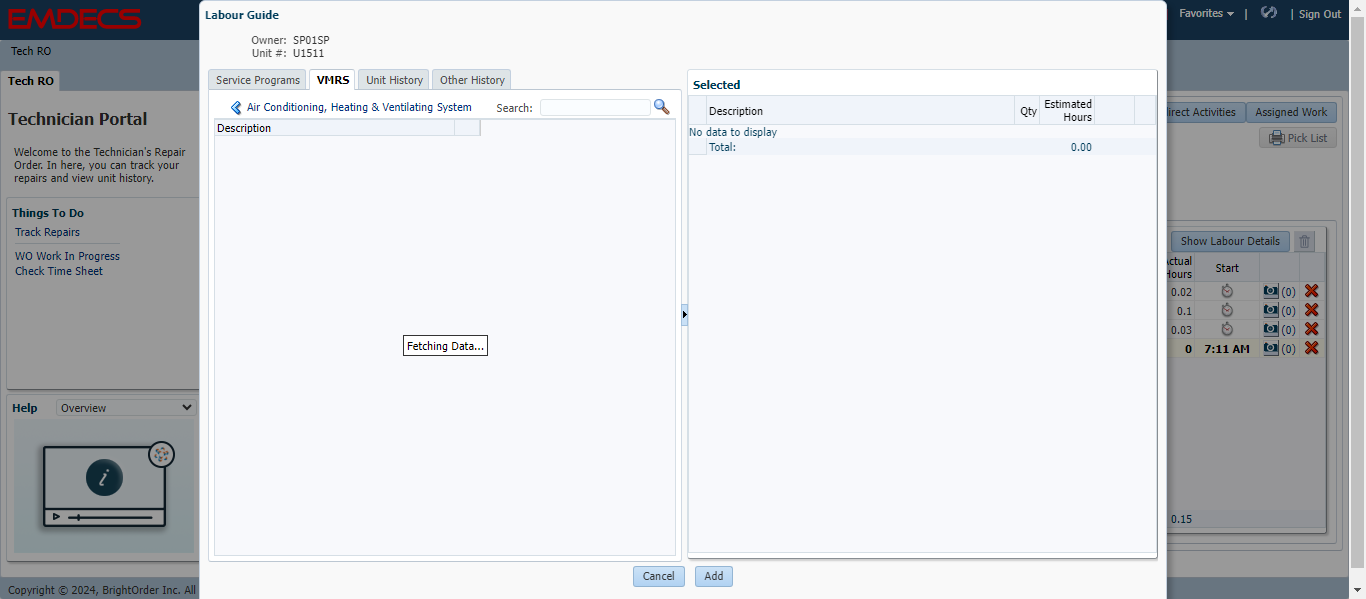 EMDECS
Favorites | | Sign Out
Tech RO
Tech RO
Technician Portal
Welcome to the Technician's Repair
Order. In here, you can track your
repairs and view unit history.
Things To Do
Track Repairs
WO Work In Progress
Check Time Sheet
Help Overview
i
Copyright © 2024, BrightOrder Inc. All
Labour Guide
Owner: SP01SP
Unit #: U1511
Service Programs VMRS Unit History Other History
Air Conditioning, Heating & Ventilating System Search:
Description
Fetching Data...
Selected
Description Qty Estimated Hours
No data to display
Total: 0.00
Cancel Add
irect Activities Assigned Work
Pick List
Show Labour Details
ctual
Hours Start
0.02 (0)
0.1 (0)
0.03 (0)
0 7:11 AM (0)
0.15